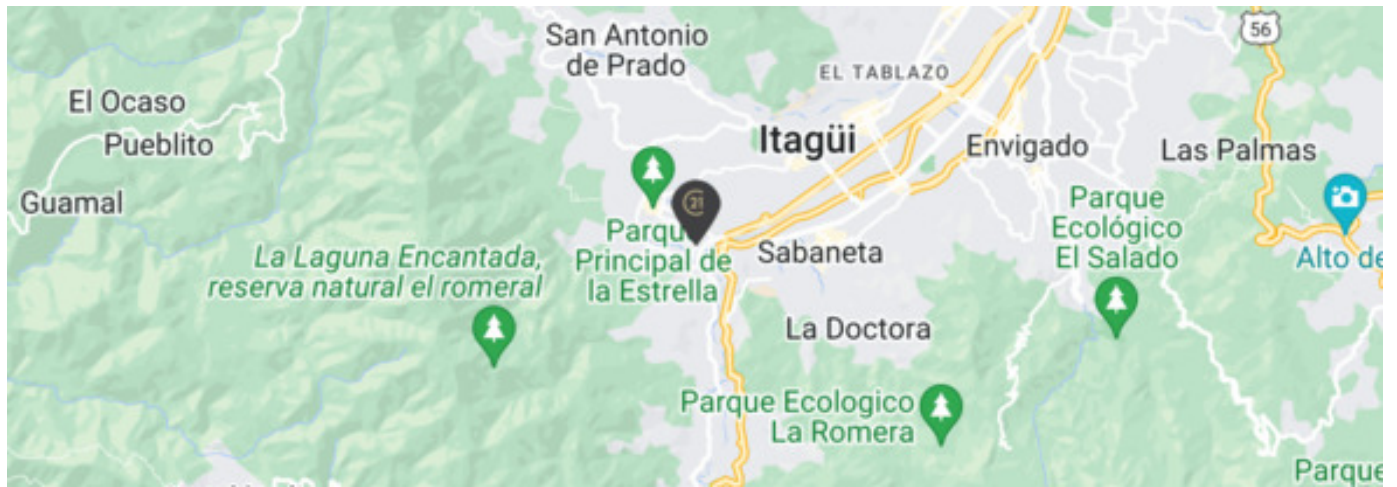 San Antonio
de Prado
56
EL TABLAZO
El Ocaso
Pueblito
Itagüi
Envigado
Las Palmas
Guamal
21
Parque
Ecológico
El Salado
Principal de
la Estrella
La Laguna Encantada,
reserva natural el romeral
Sabaneta
Alto de
La Doctora
Parque Ecologico
La Romera
Parque